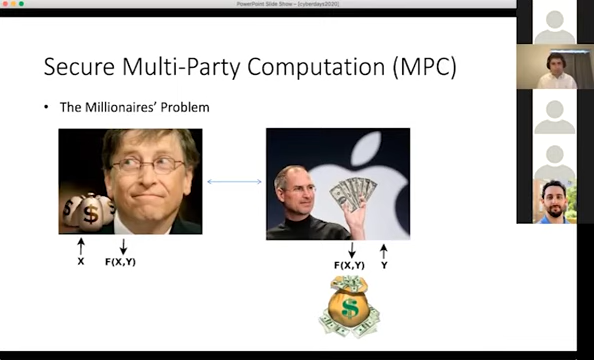 PowerPoint Slide Show - [cyberdays2020]
Secure Multi-Party Computation (MPC)
• The Millionaires' Problem
$
$
X F(X,Y)
F(X,Y) Y
$